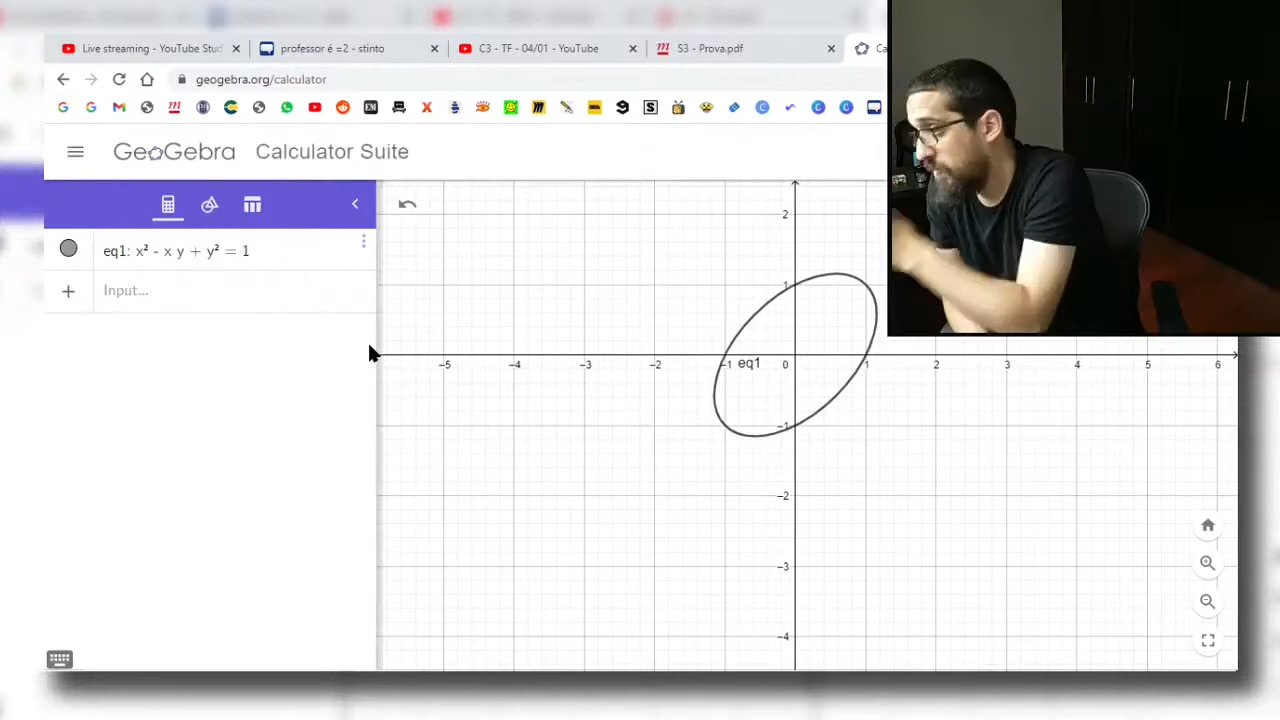 Live streaming - YouTube Stud
professor é =2 - stinto
C3 - TF - 04/01 - YouTube
S3 - Prova.pdf
Ca
geogebra.org/calculator
GeoGebra Calculator Suite
eq1: x² - x y + y² = 1
Input...
2
1
-5 -4 -3 -2 -1 0 1 2 3 4 5 6
eq1
-1
-2
-3
-4